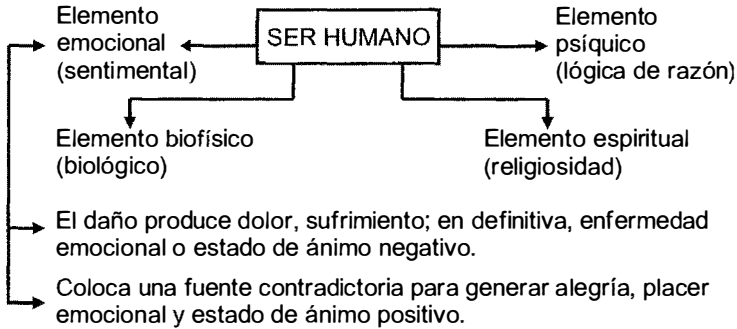 Elemento
emocional
(sentimental)
SER HUMANO
Elemento
psíquico
(lógica de razón)
Elemento biofísico
(biológico)
Elemento espiritual
(religiosidad)
El daño produce dolor, sufrimiento; en definitiva, enfermedad
emocional o estado de ánimo negativo.
Coloca una fuente contradictoria para generar alegría, placer
emocional y estado de ánimo positivo.